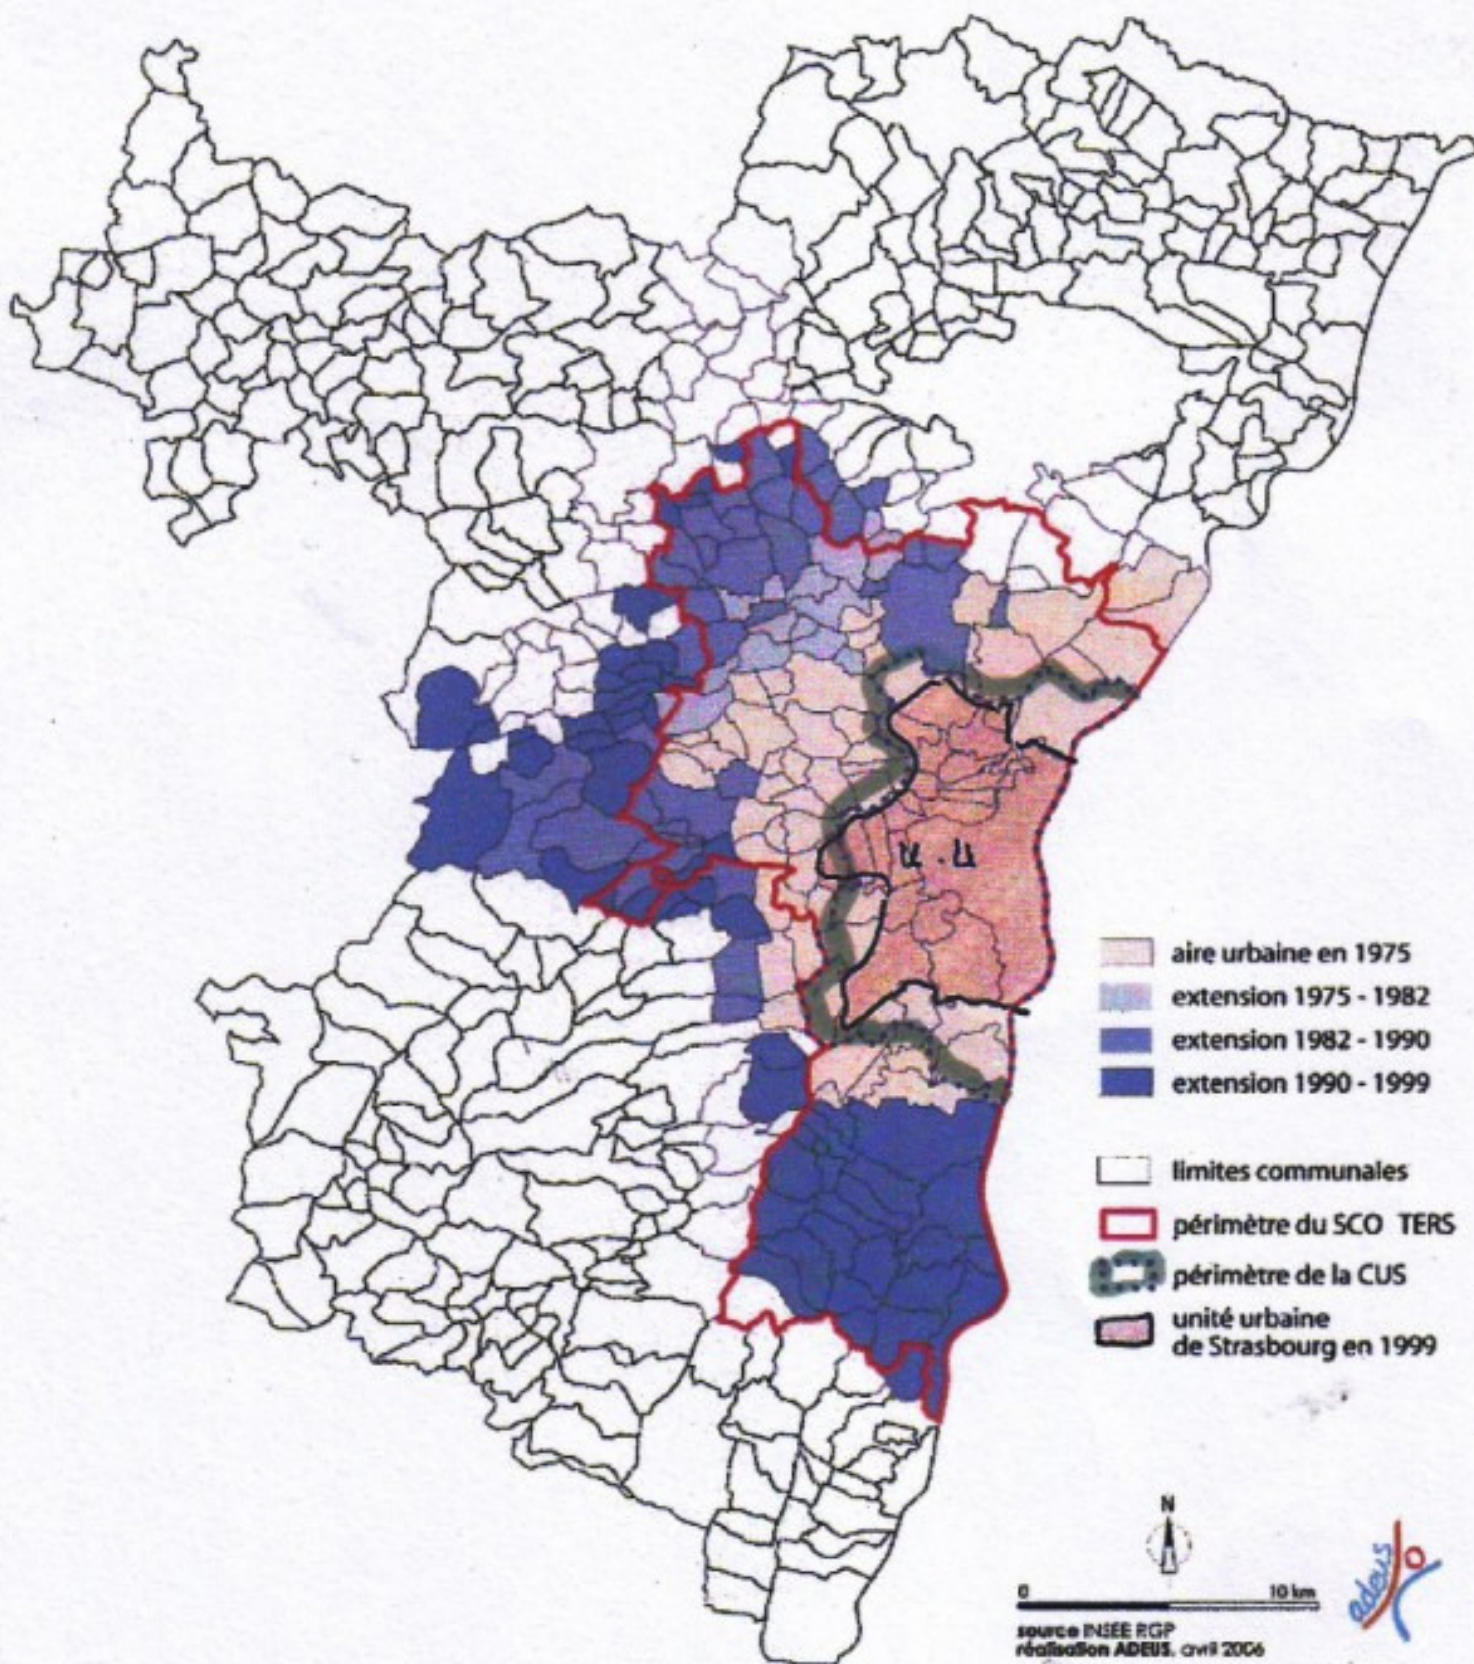 U.U
aire urbaine en 1975
extension 1975 - 1982
extension 1982 - 1990
extension 1990 - 1999
limites communales
périmètre du SCO TERS
périmètre de la CUS
unité urbaine
de Strasbourg en 1999
N
0 10 km
source INSEE RGP
réalisation ADEUS, avril 2006
adeus